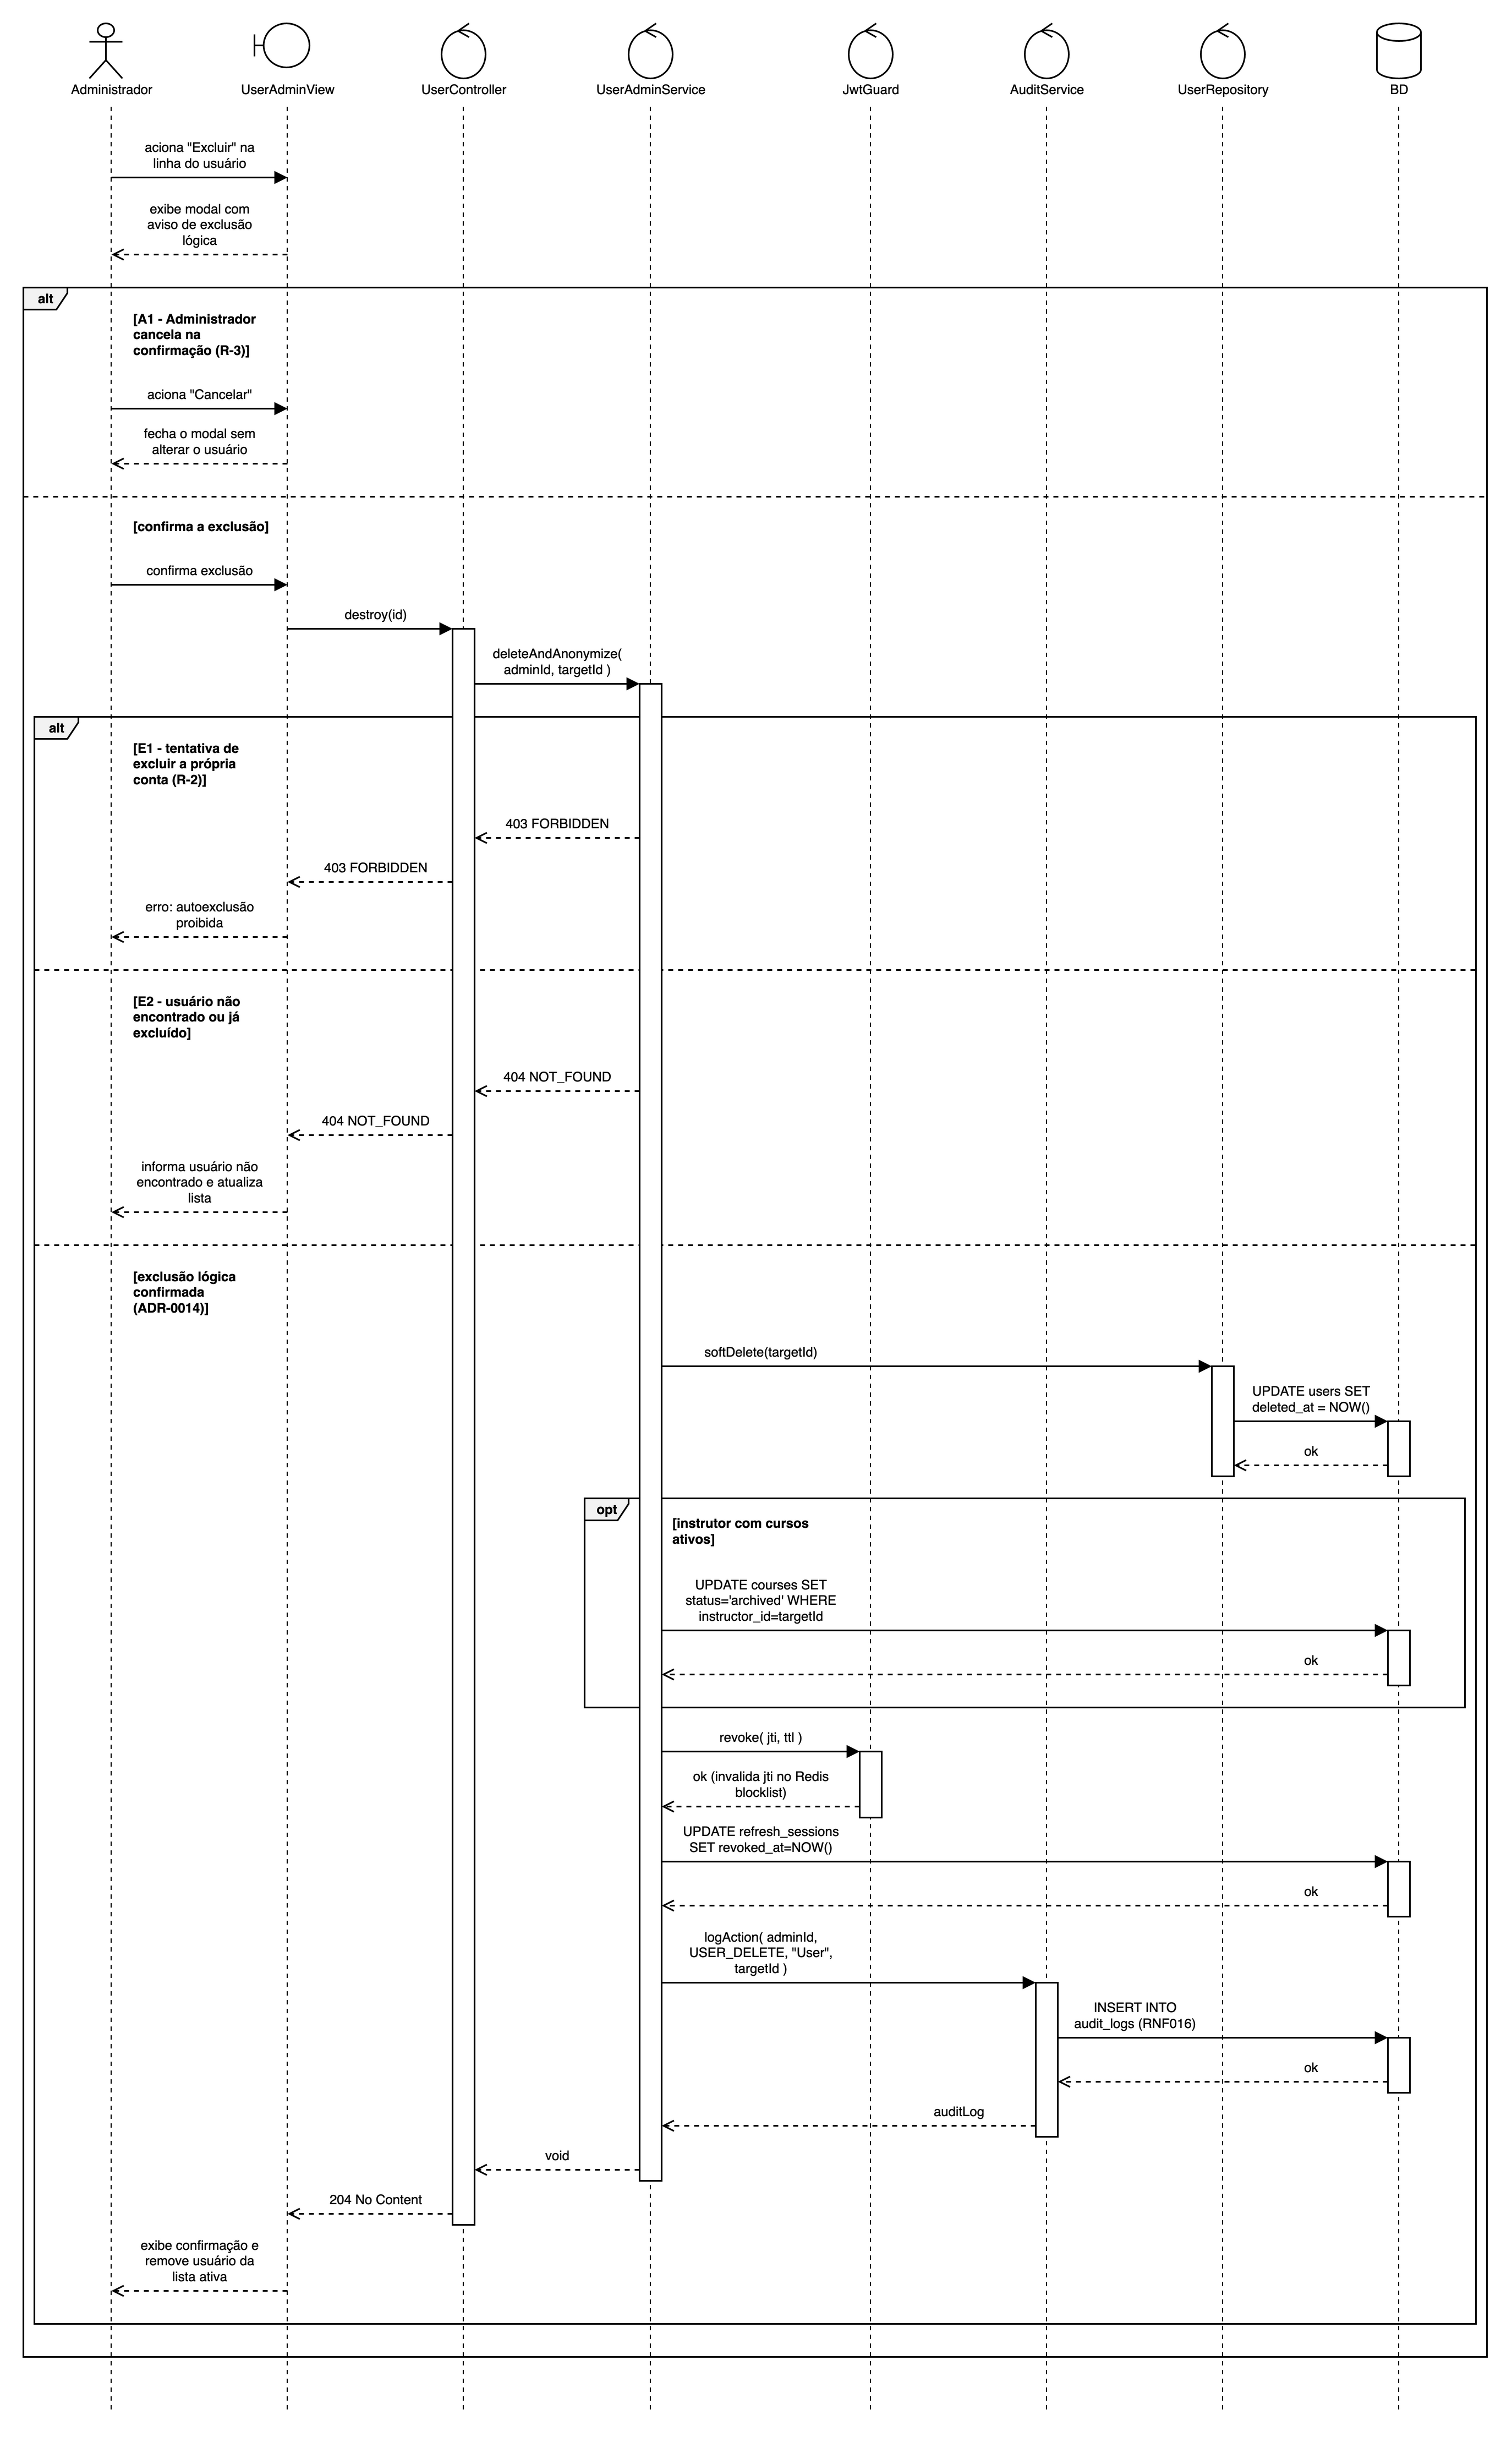 Administrador
UserAdminView
UserController
UserAdminService
JwtGuard
AuditService
UserRepository
BD
aciona "Excluir" na
linha do usuário
exibe modal com
aviso de exclusão
lógica
alt
[A1 - Administrador
cancela na
confirmação (R-3)]
aciona "Cancelar"
fecha o modal sem
alterar o usuário
[confirma a exclusão]
confirma exclusão
destroy(id)
deleteAndAnonymize(
adminId, targetId )
alt
[E1 - tentativa de
excluir a própria
conta (R-2)]
403 FORBIDDEN
403 FORBIDDEN
erro: autoexclusão
proibida
[E2 - usuário não
encontrado ou já
excluído]
404 NOT_FOUND
404 NOT_FOUND
informa usuário não
encontrado e atualiza
lista
[exclusão lógica
confirmada
(ADR-0014)]
softDelete(targetId)
UPDATE users SET
deleted_at = NOW()
ok
opt
[instrutor com cursos
ativos]
UPDATE courses SET
status='archived' WHERE
instructor_id=targetId
ok
revoke( jti, ttl )
ok (invalida jti no Redis
blocklist)
UPDATE refresh_sessions
SET revoked_at=NOW()
ok
logAction( adminId,
USER_DELETE, "User",
targetId )
INSERT INTO
audit_logs (RNF016)
ok
auditLog
void
204 No Content
exibe confirmação e
remove usuário da
lista ativa